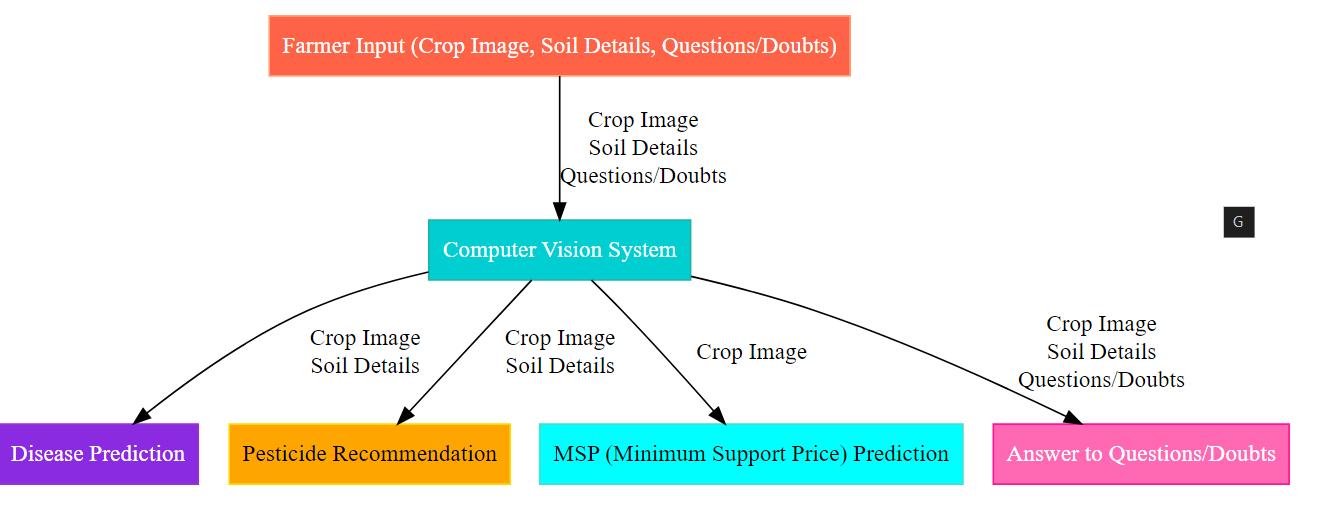 Farmer Input (Crop Image, Soil Details, Questions/Doubts)
Crop Image
Soil Details
Questions/Doubts
G
Computer Vision System
Crop Image
Soil Details
Crop Image
Soil Details
Crop Image
Crop Image
Soil Details
Questions/Doubts
Disease Prediction
Pesticide Recommendation
MSP (Minimum Support Price) Prediction
Answer to Questions/Doubts